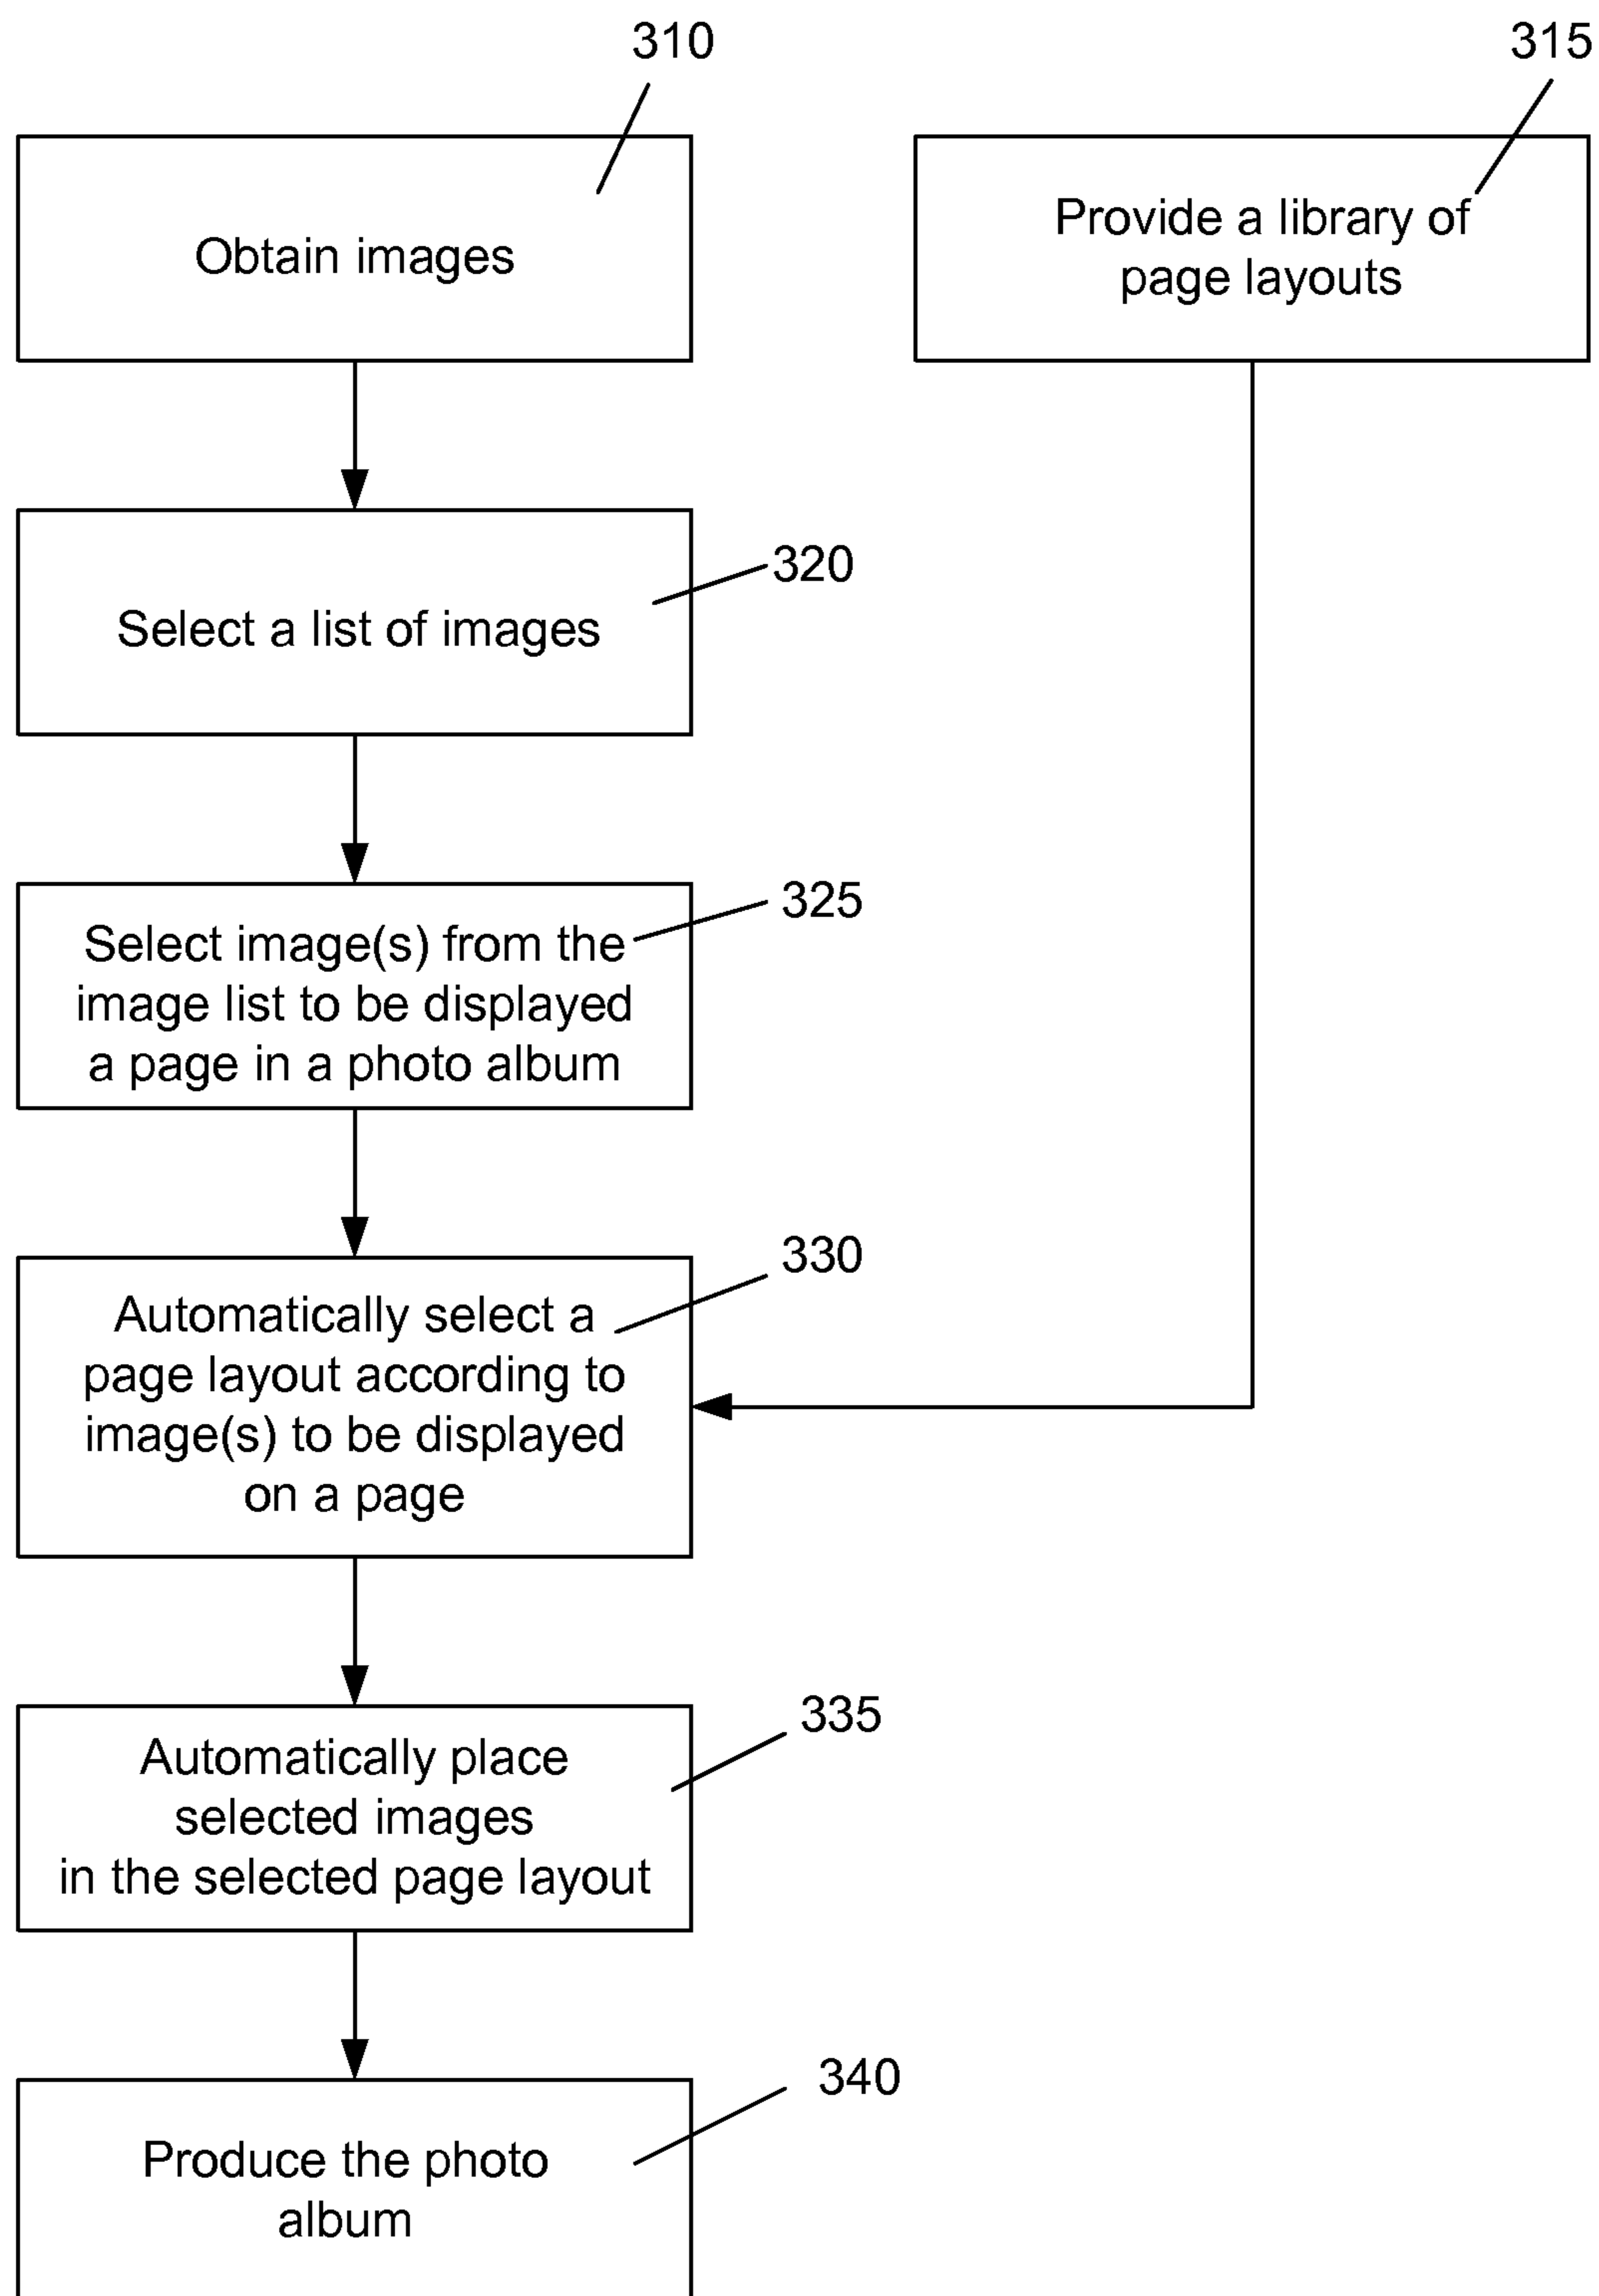 310
315
Obtain images
Provide a library of
page layouts
320
Select a list of images
325
Select image(s) from the
image list to be displayed
a page in a photo album
330
Automatically select a
page layout according to
image(s) to be displayed
on a page
335
Automatically place
selected images
in the selected page layout
340
Produce the photo
album